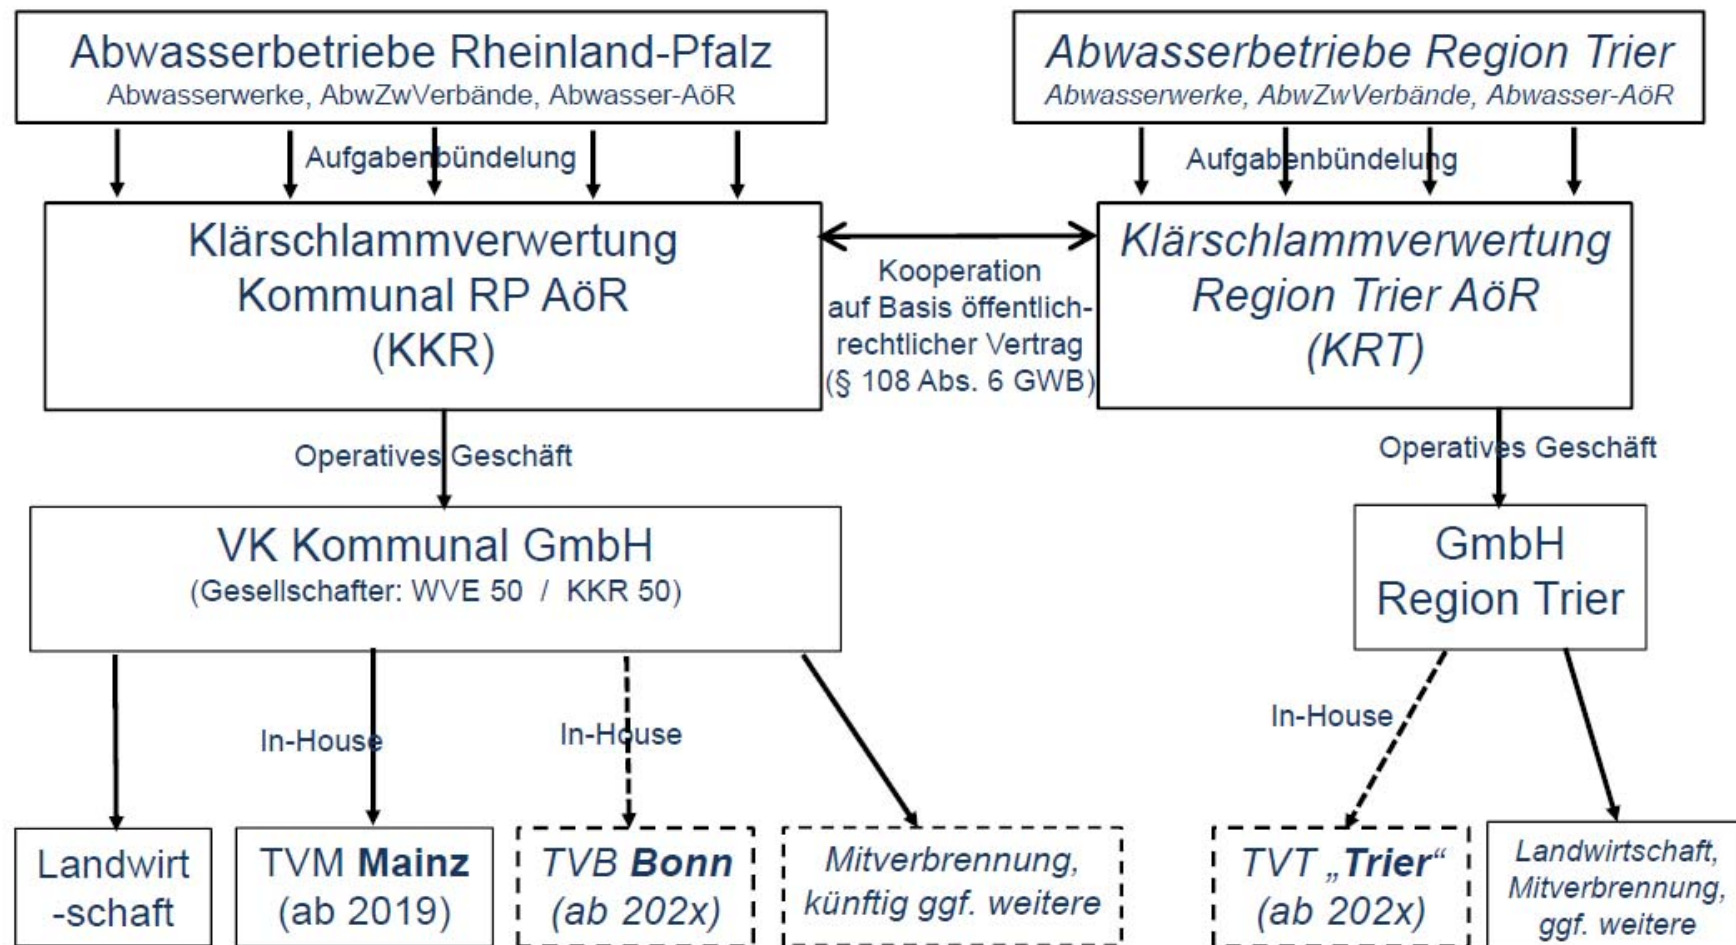 Abwasserbetriebe Rheinland-Pfalz
Abwasserwerke, AbwZwVerbände, Abwasser-AöR
Abwasserbetriebe Region Trier
Abwasserwerke, AbwZwVerbände, Abwasser-AöR
Aufgabenbündelung
Aufgabenbündelung
Klärschlammverwertung
Kommunal RP AöR
(KKR)
Kooperation
auf Basis öffentlich-
rechtlicher Vertrag
(§ 108 Abs. 6 GWB)
Klärschlammverwertung
Region Trier AöR
(KRT)
Operatives Geschäft
Operatives Geschäft
VK Kommunal GmbH
(Gesellschafter: WVE 50 / KKR 50)
GmbH
Region Trier
In-House
In-House
In-House
Landwirt
-schaft
TVM Mainz
(ab 2019)
TVB Bonn
(ab 202x)
Mitverbrennung,
künftig ggf. weitere
TVT „Trier“
(ab 202x)
Landwirtschaft,
Mitverbrennung,
ggf. weitere